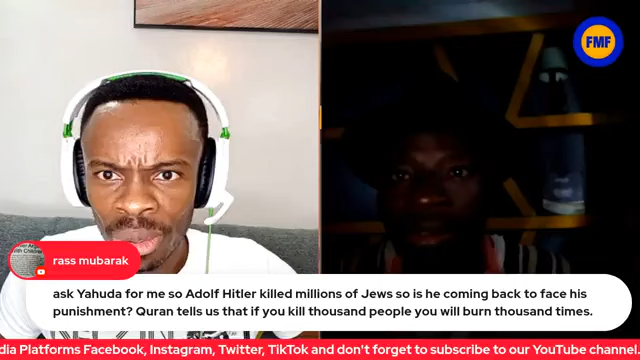 FMF
rass mubarak
ask Yahuda for me so Adolf Hitler killed millions of Jews so is he coming back to face his
punishment? Quran tells us that if you kill thousand people you will burn thousand times.
dia Platforms Facebook, Instagram, Twitter, TikTok and don't forget to subscribe to our YouTube channel.